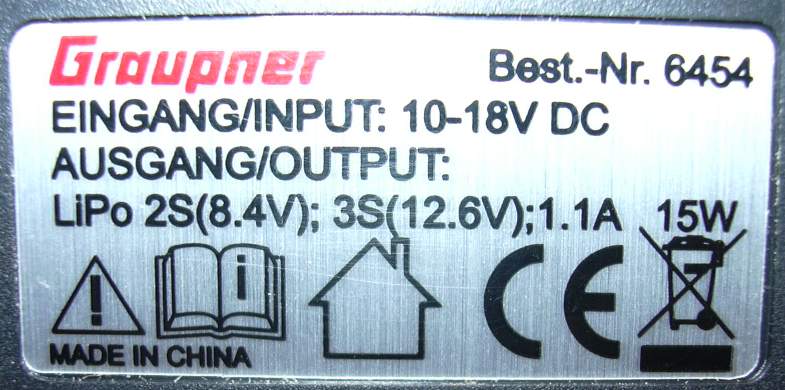 Graupner Best.-Nr. 6454
EINGANG/INPUT: 10-18V DC
AUSGANG/OUTPUT:
LiPo 2S(8.4V); 3S(12.6V);1.1A 15W
i
CE
MADE IN CHINA